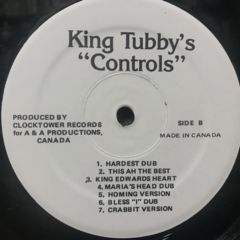 King Tubby's
"Controls"
PRODUCED BY
CLOCKTOWER RECORDS
for A & A PRODUCTIONS,
CANADA
SIDE B
MADE IN CANADA
1. HARDEST DUB
2. THIS AH THE BEST
3. KING EDWARDS HEART
4. MARIA'S HEAD DUB
5. HOMING VERSION
6. BLESS "I" DUB
7. CRABBIT VERSION